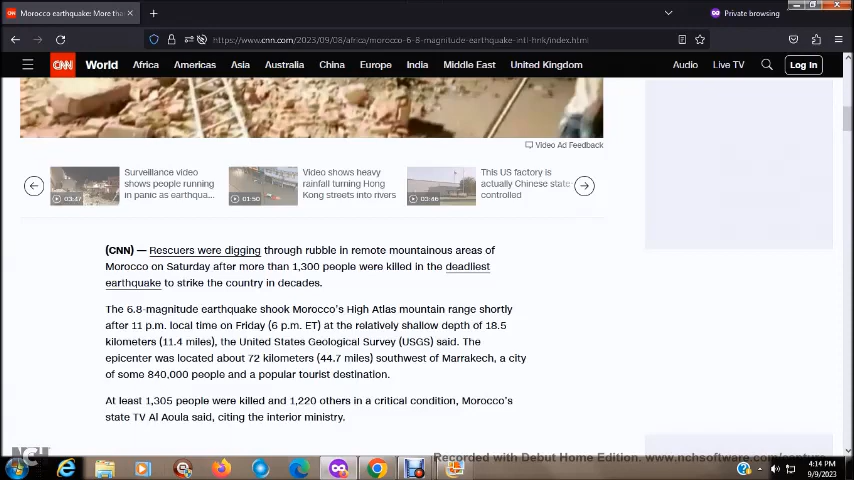 Morocco earthquake: More tha
Private browsing
https://www.cnn.com/2023/09/08/africa/morocco-6-8-magnitude-earthquake-intl-hnk/index.html
CNN World Africa Americas Asia Australia China Europe India Middle East United Kingdom Audio Live TV Log In
Video Ad Feedback
03:47
Surveillance video
shows people running
in panic as earthqua...
01:50
Video shows heavy
rainfall turning Hong
Kong streets into rivers
03:46
This US factory is
actually Chinese state-
controlled
(CNN) — Rescuers were digging through rubble in remote mountainous areas of
Morocco on Saturday after more than 1,300 people were killed in the deadliest
earthquake to strike the country in decades.
The 6.8-magnitude earthquake shook Morocco's High Atlas mountain range shortly
after 11 p.m. local time on Friday (6 p.m. ET) at the relatively shallow depth of 18.5
kilometers (11.4 miles), the United States Geological Survey (USGS) said. The
epicenter was located about 72 kilometers (44.7 miles) southwest of Marrakech, a city
of some 840,000 people and a popular tourist destination.
At least 1,305 people were killed and 1,220 others in a critical condition, Morocco's
state TV Al Aoula said, citing the interior ministry.
NCH
Recorded with Debut Home Edition. www.nchsoftware.com/
4:14 PM
9/9/2023